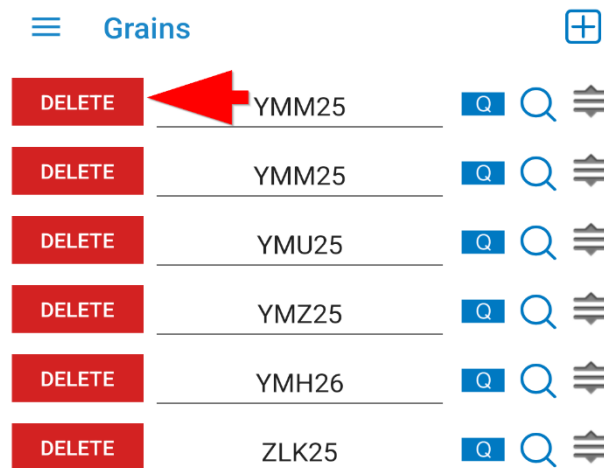 Grains
DELETE YMM25 Q
DELETE YMM25 Q
DELETE YMU25 Q
DELETE YMZ25 Q
DELETE YMH26 Q
DELETE ZLK25 Q